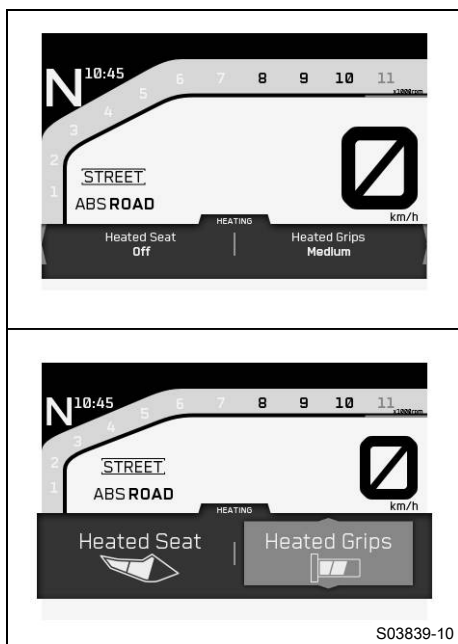 10:45
N
1 2 3 4 5 6 7 8 9 10 11
x1000rpm
STREET
ABS ROAD
0
km/h
HEATING
Heated Seat Heated Grips
Off Medium
10:45
N
1 2 3 4 5 6 7 8 9 10 11
x1000rpm
STREET
ABS ROAD
0
km/h
HEATING
Heated Seat Heated Grips
S03839-10